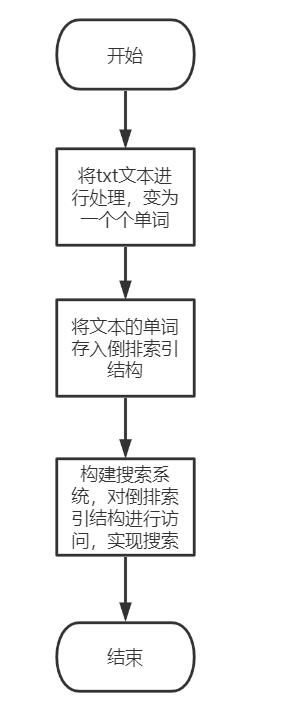 开始
将txt文本进
行处理，变为
一个个单词
将文本的单词
存入倒排索引
结构
构建搜索系
统，对倒排索
引结构进行访
问，实现搜索
结束